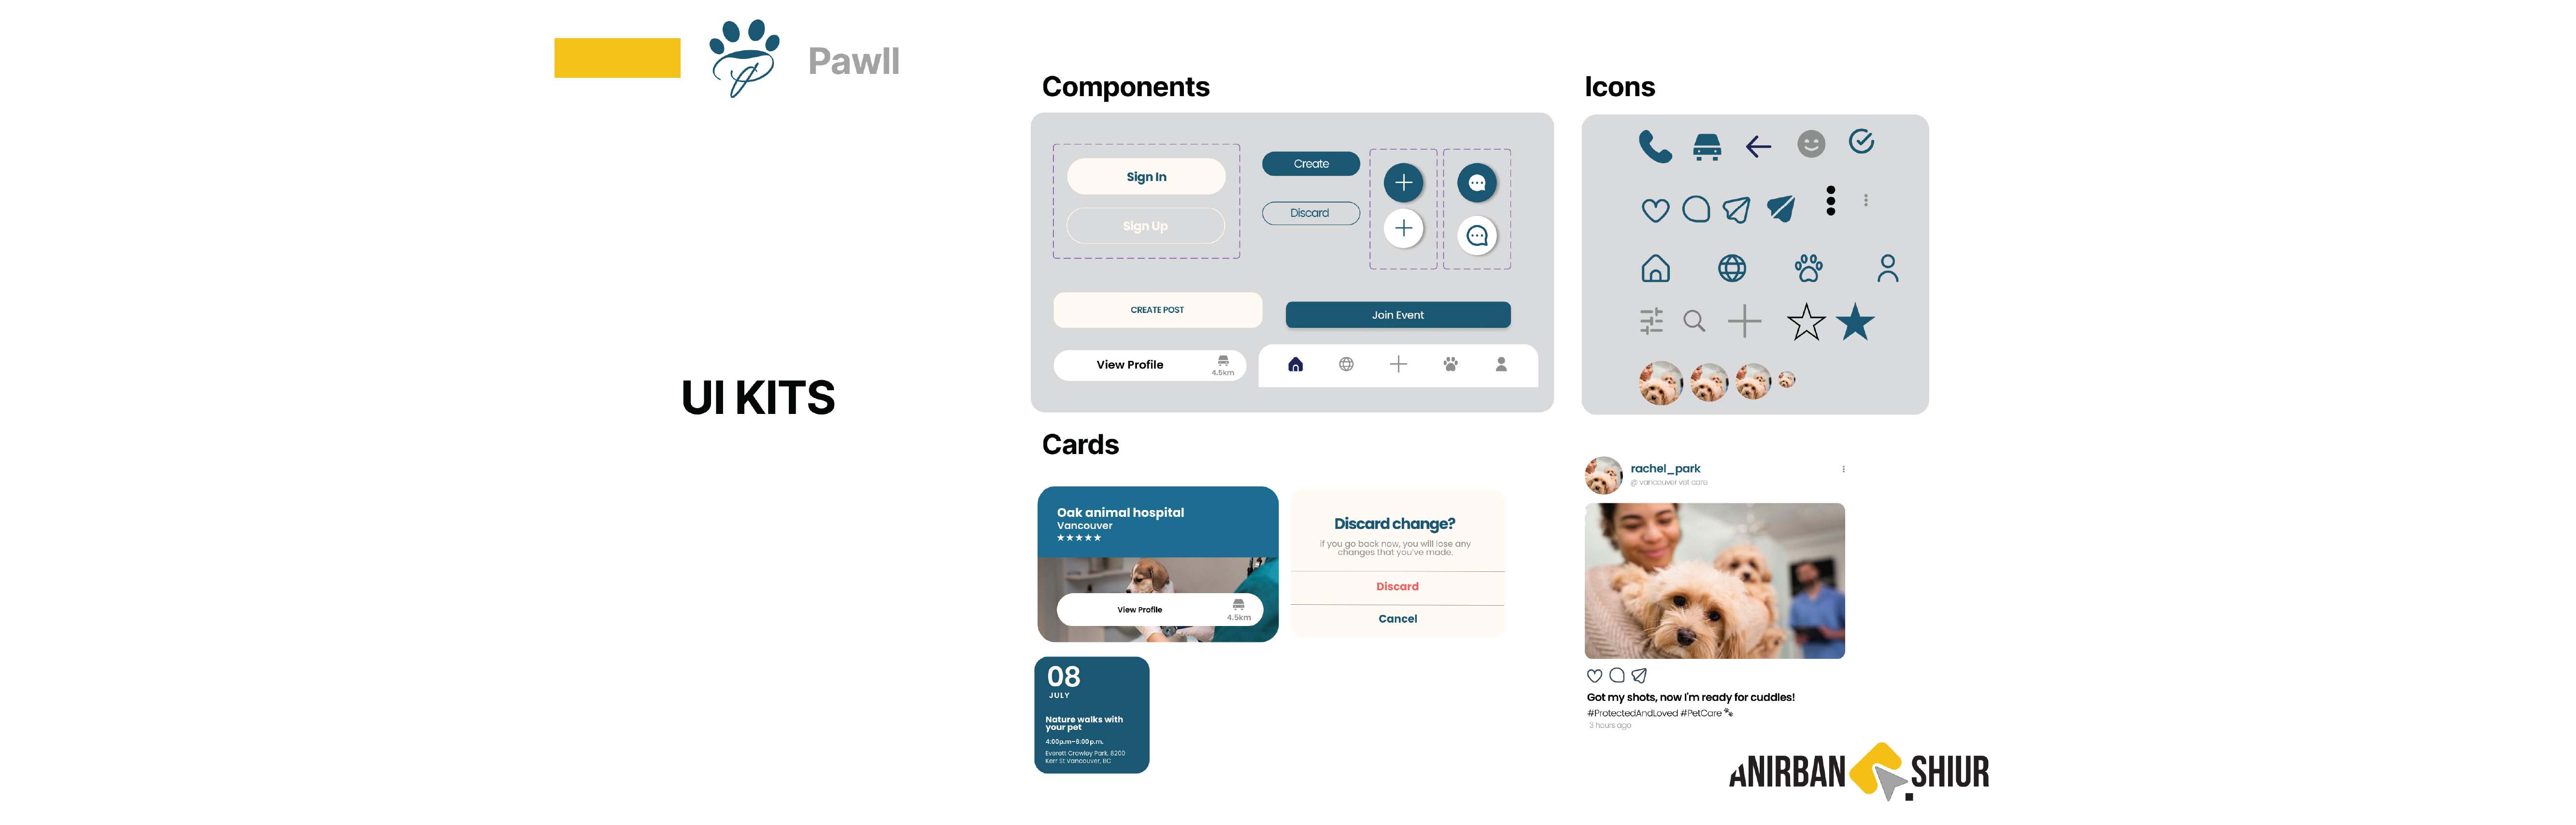 Pawll
UI KITS
Components
Sign In
Sign Up
Create
Discard
CREATE POST
Join Event
View Profile
4.5km
Icons
Cards
Oak animal hospital
Vancouver
View Profile
4.5km
Discard change?
If you go back now, you will lose any
changes that you've made.
Discard
Cancel
08
JULY
Nature walks with
your pet
4:00p.m-6:00p.m.
Everett Crowley Park, 8200
Kerr St Vancouver, BC
rachel_park
@ vancouver vet care
Got my shots, now I'm ready for cuddles!
#ProtectedAndLoved #PetCare 🐾
3 hours ago
ANIRBAN SHIUR